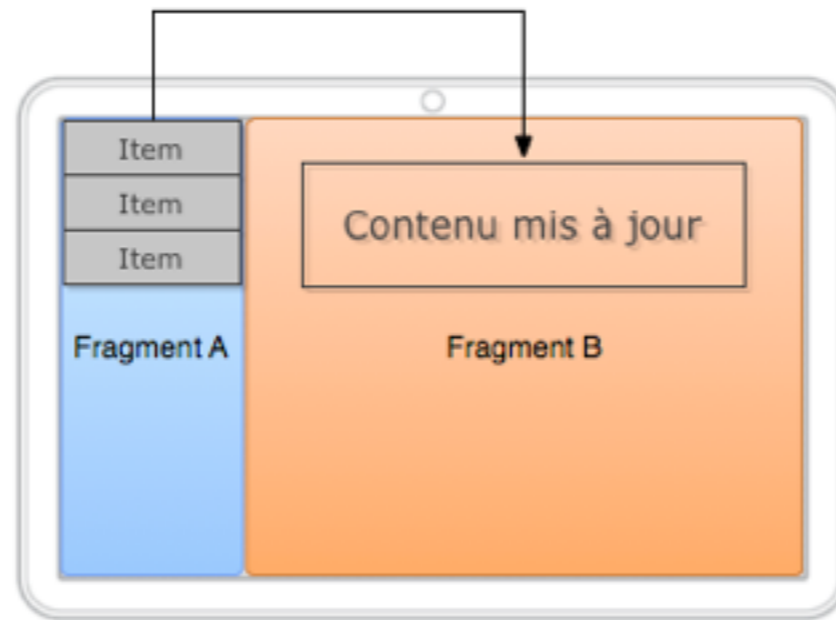 Item
Item
Item
Contenu mis à jour
Fragment A
Fragment B